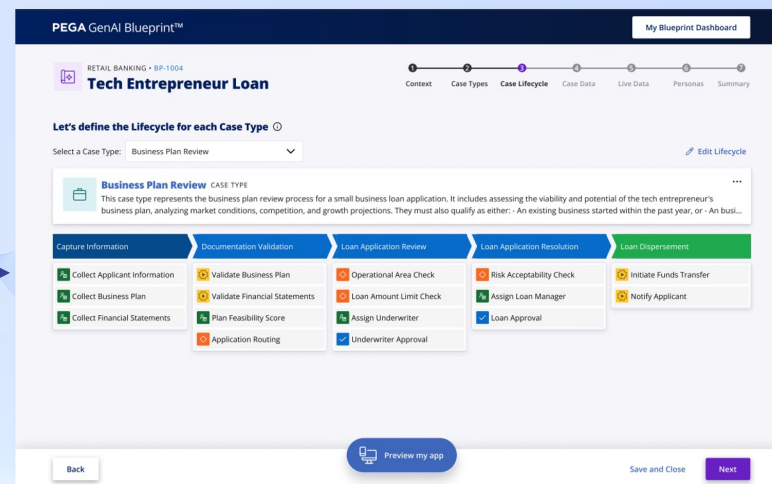 PEGA GenAI Blueprint™
My Blueprint Dashboard
RETAIL BANKING • BP-1004
Tech Entrepreneur Loan
1 2 3 4 5 6 7
Context Case Types Case Lifecycle Case Data Live Data Personas Summary
Let's define the Lifecycle for each Case Type
Select a Case Type: Business Plan Review
Edit Lifecycle
Business Plan Review CASE TYPE
This case type represents the business plan review process for a small business loan application. It includes assessing the viability and potential of the tech entrepreneur's
business plan, analyzing market conditions, competition, and growth projections. They must also qualify as either: - An existing business started within the past year, or - An busi...
Capture Information
Collect Applicant Information
Collect Business Plan
Collect Financial Statements
Documentation Validation
Validate Business Plan
Validate Financial Statements
Plan Feasibility Score
Application Routing
Loan Application Review
Operational Area Check
Loan Amount Limit Check
Assign Underwriter
Underwriter Approval
Loan Application Resolution
Risk Acceptability Check
Assign Loan Manager
Loan Approval
Loan Dispersement
Initiate Funds Transfer
Notify Applicant
Back
Preview my app
Save and Close
Next